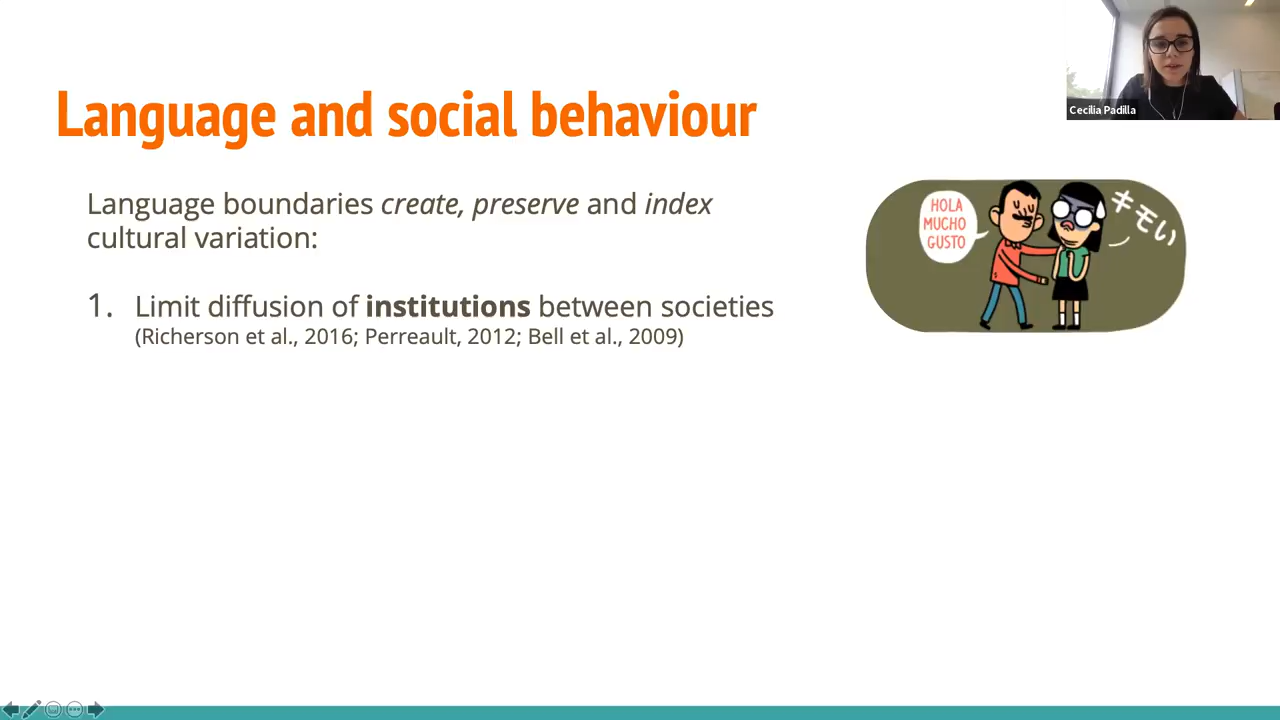 Language and social behaviour
Cecilia Padilla
Language boundaries create, preserve and index
cultural variation:
1. Limit diffusion of institutions between societies
(Richerson et al., 2016; Perreault, 2012; Bell et al., 2009)
HOLA
MUCHO
GUSTO
キモい